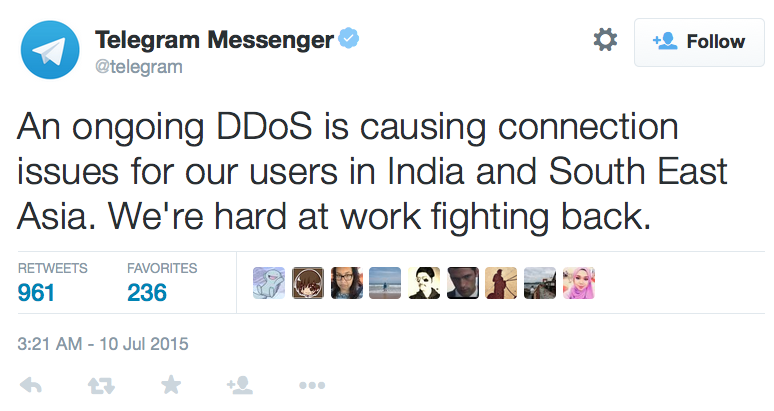 Telegram Messenger
@telegram
Follow
An ongoing DDoS is causing connection
issues for our users in India and South East
Asia. We're hard at work fighting back.
RETWEETS FAVORITES
961 236
3:21 AM - 10 Jul 2015